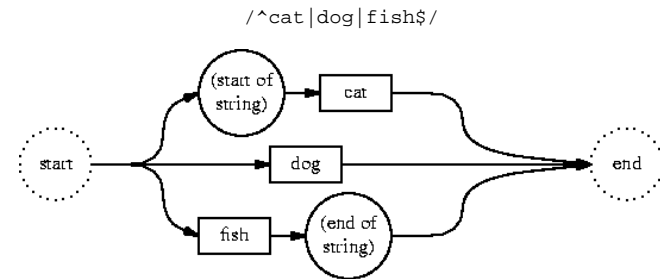 /^cat|dog|fish$/
(start of
string)
cat
start
dog
end
fish
(end of
string)